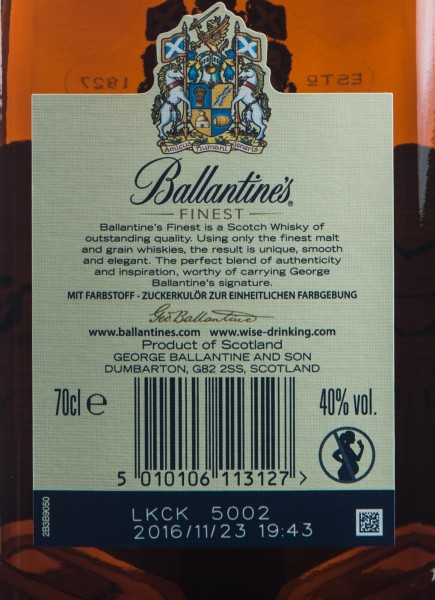 1827
ESTD
Amicus Humani Generis
Ballantine's
FINEST
Ballantine's Finest is a Scotch Whisky of
outstanding quality. Using only the finest malt
and grain whiskies, the result is unique, smooth
and elegant. The perfect blend of authenticity
and inspiration, worthy of carrying George
Ballantine's signature.
MIT FARBSTOFF - ZUCKERKULÖR ZUR EINHEITLICHEN FARBGEBUNG
Geo Ballantine
www.ballantines.com www.wise-drinking.com
Product of Scotland
GEORGE BALLANTINE AND SON
DUMBARTON, G82 2SS, SCOTLAND
70cl e
40% vol.
5 010106 113127 >
2B3B9050
LKCK 5002
2016/11/23 19:43